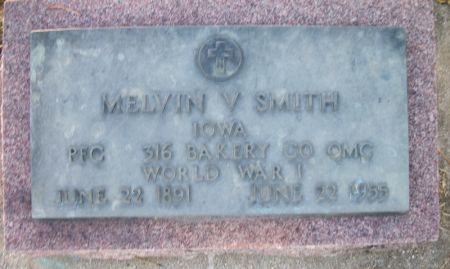 MELVIN V SMITH
IOWA
PFC 316 BAKERY CO QMC
WORLD WAR I
JUNE 22 1891 JUNE 22 1955